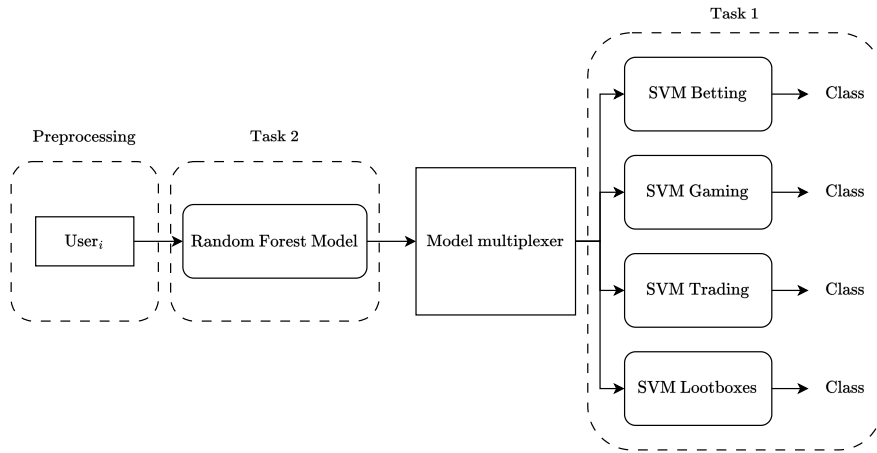 Task 1
SVM Betting
Class
Preprocessing
Task 2
SVM Gaming
Class
User_i
Random Forest Model
Model multiplexer
SVM Trading
Class
SVM Lootboxes
Class